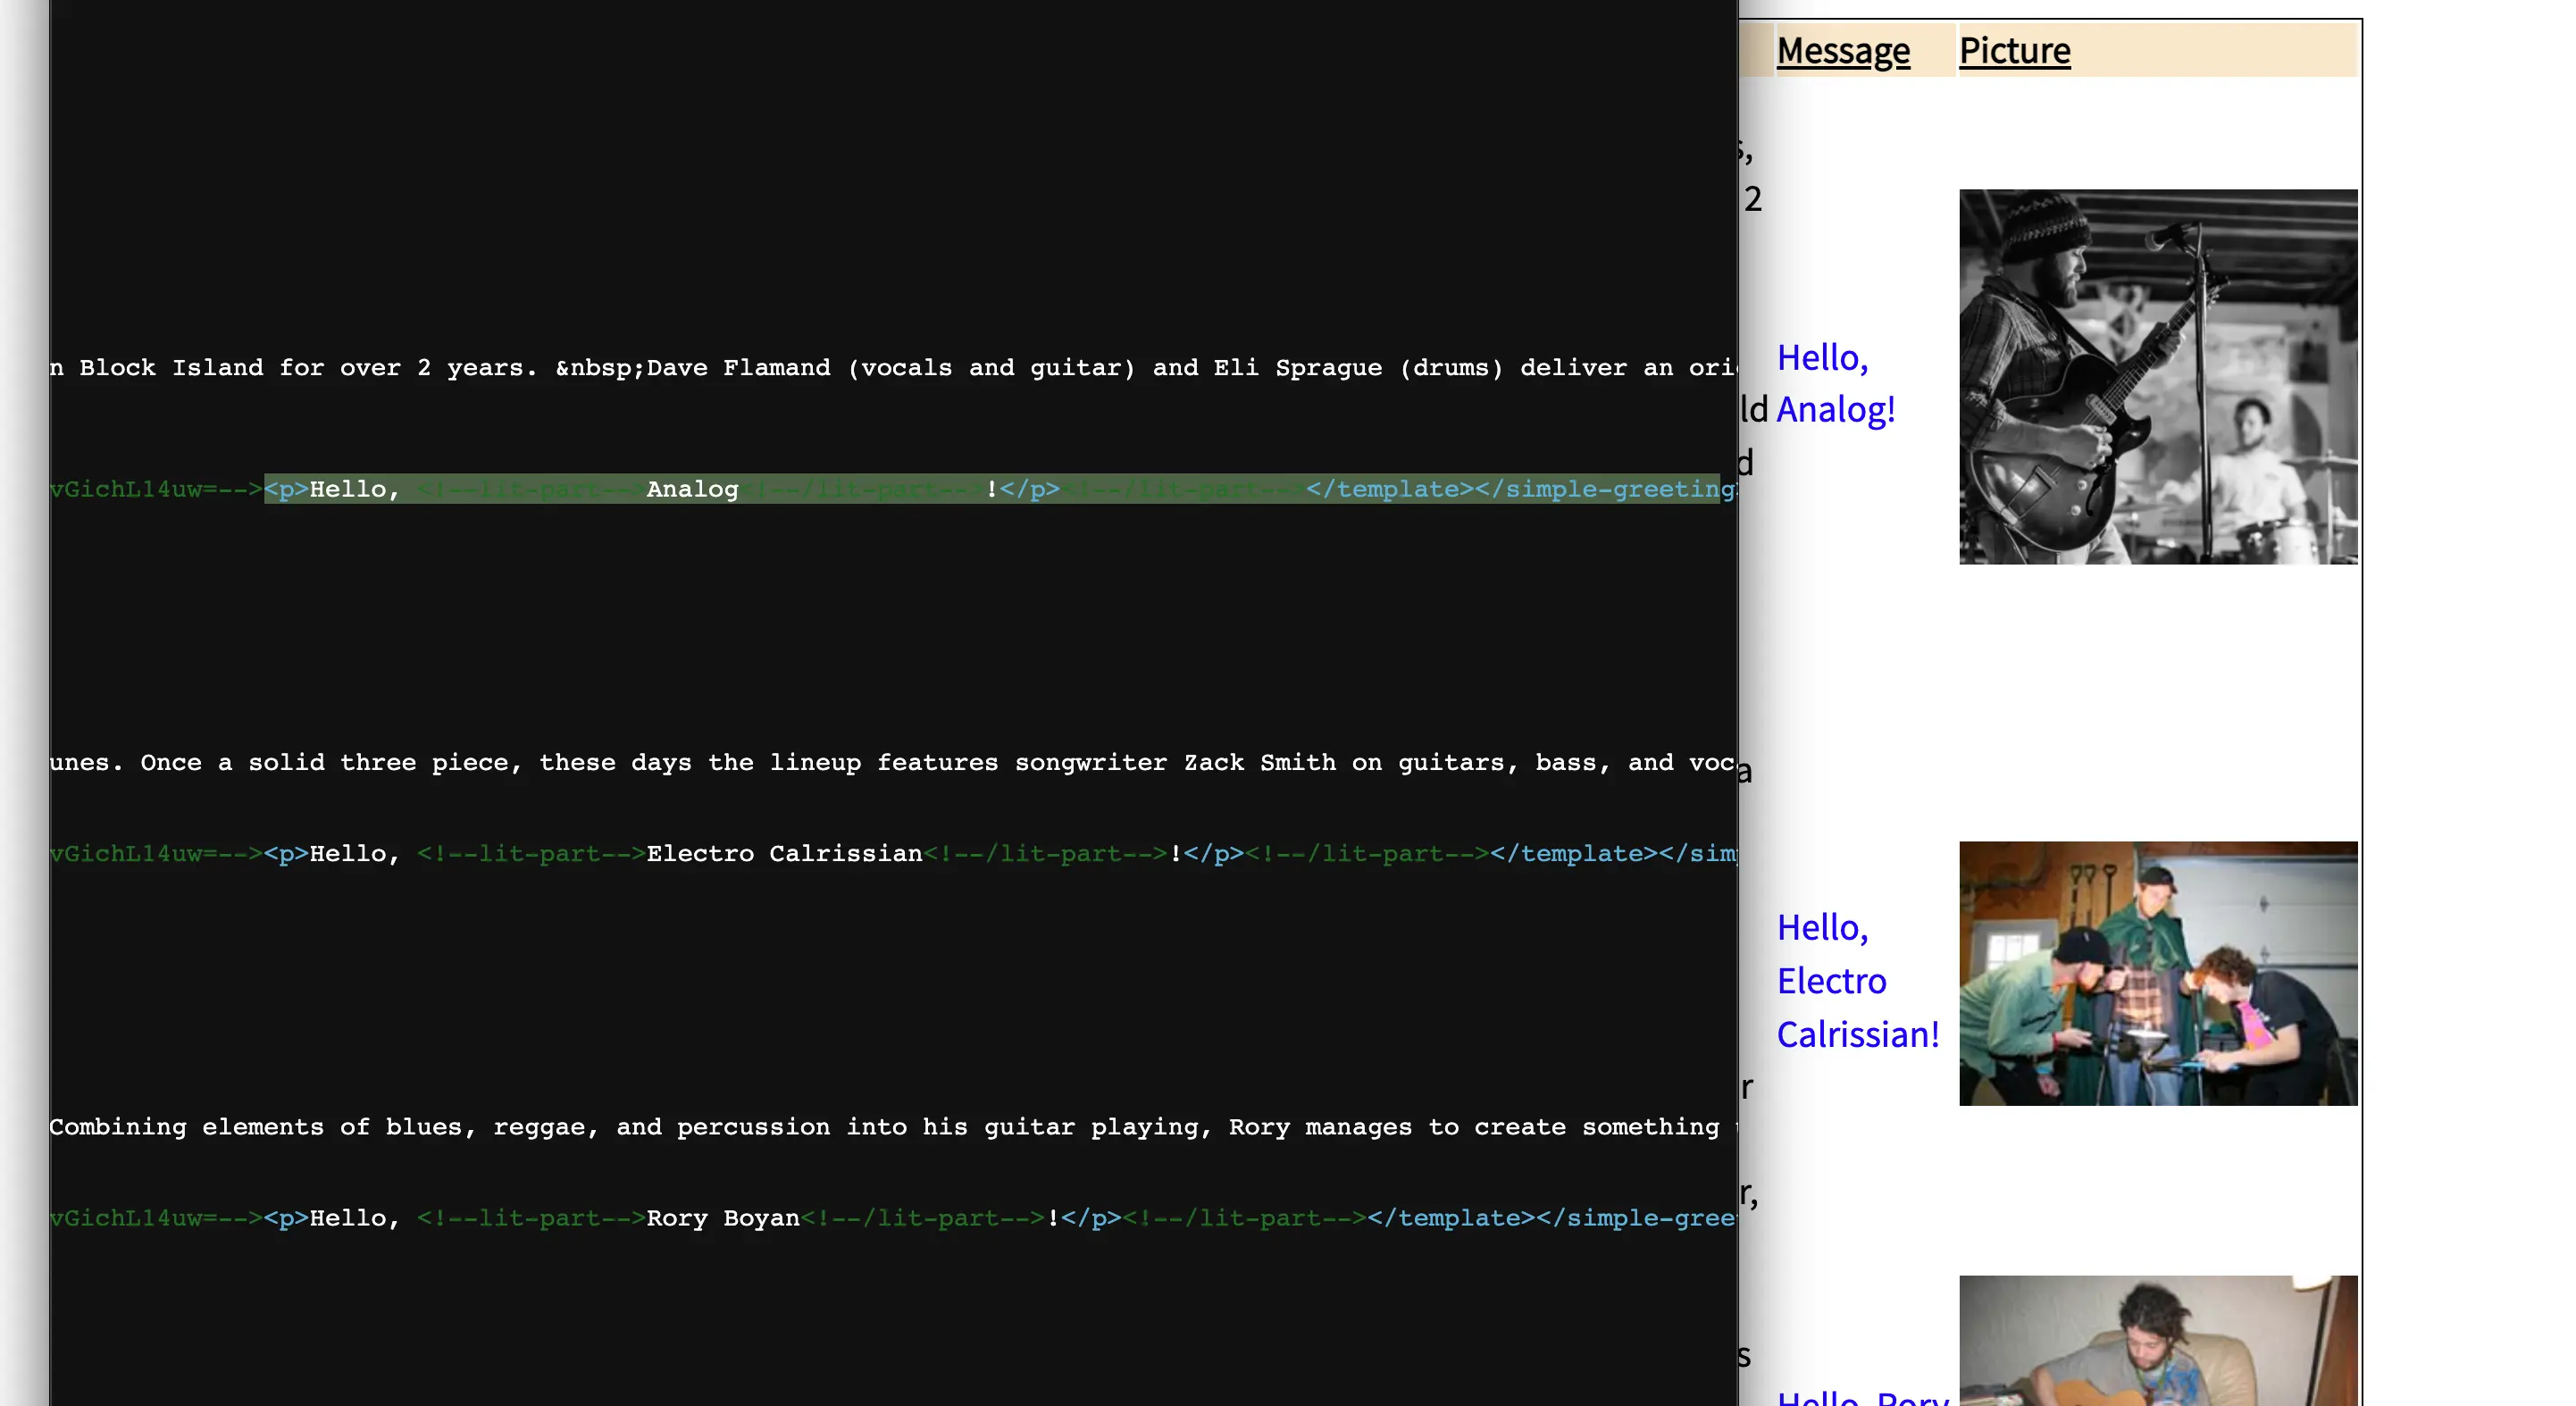 n Block Island for over 2 years. &nbsp;Dave Flamand (vocals and guitar) and Eli Sprague (drums) deliver an ori
vGichL14uw=--><p>Hello, <!--lit-part-->Analog<!--/lit-part-->!</p><!--/lit-part--></template></simple-greeting
unes. Once a solid three piece, these days the lineup features songwriter Zack Smith on guitars, bass, and voc
vGichL14uw=--><p>Hello, <!--lit-part-->Electro Calrissian<!--/lit-part-->!</p><!--/lit-part--></template></sim
Combining elements of blues, reggae, and percussion into his guitar playing, Rory manages to create something
vGichL14uw=--><p>Hello, <!--lit-part-->Rory Boyan<!--/lit-part-->!</p><!--/lit-part--></template></simple-gree
Message Picture
s,
2
ld
d
Hello,
Analog!
a
r
r,
s
Hello,
Electro
Calrissian!
Hello, Rory